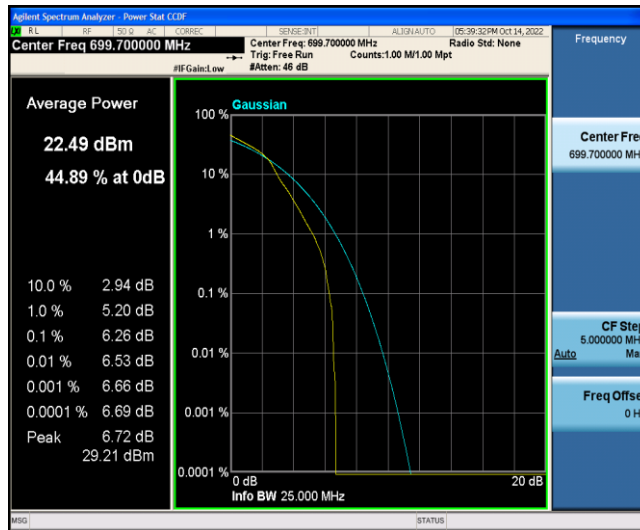 Agilent Spectrum Analyzer - Power Stat CCDF
RL RF 50 Ω AC CORREC SENSE:INT ALIGNAUTO 05:39:32PM Oct 14, 2022
Center Freq 699.700000 MHz
Center Freq: 699.700000 MHz Radio Std: None
Trig: Free Run Counts:1.00 M/1.00 Mpt
#IFGain:Low #Atten: 46 dB
Frequency
Average Power
22.49 dBm
44.89 % at 0dB
10.0 % 2.94 dB
1.0 % 5.20 dB
0.1 % 6.26 dB
0.01 % 6.53 dB
0.001 % 6.66 dB
0.0001 % 6.69 dB
Peak 6.72 dB
29.21 dBm
Gaussian
100 %
10 %
1 %
0.1 %
0.01 %
0.001 %
0.0001 %
0 dB 20 dB
Info BW 25.000 MHz
Center Fre
699.700000 MH
CF Step
5.000000 MH
Auto Ma
Freq Offse
0 H
MSG STATUS